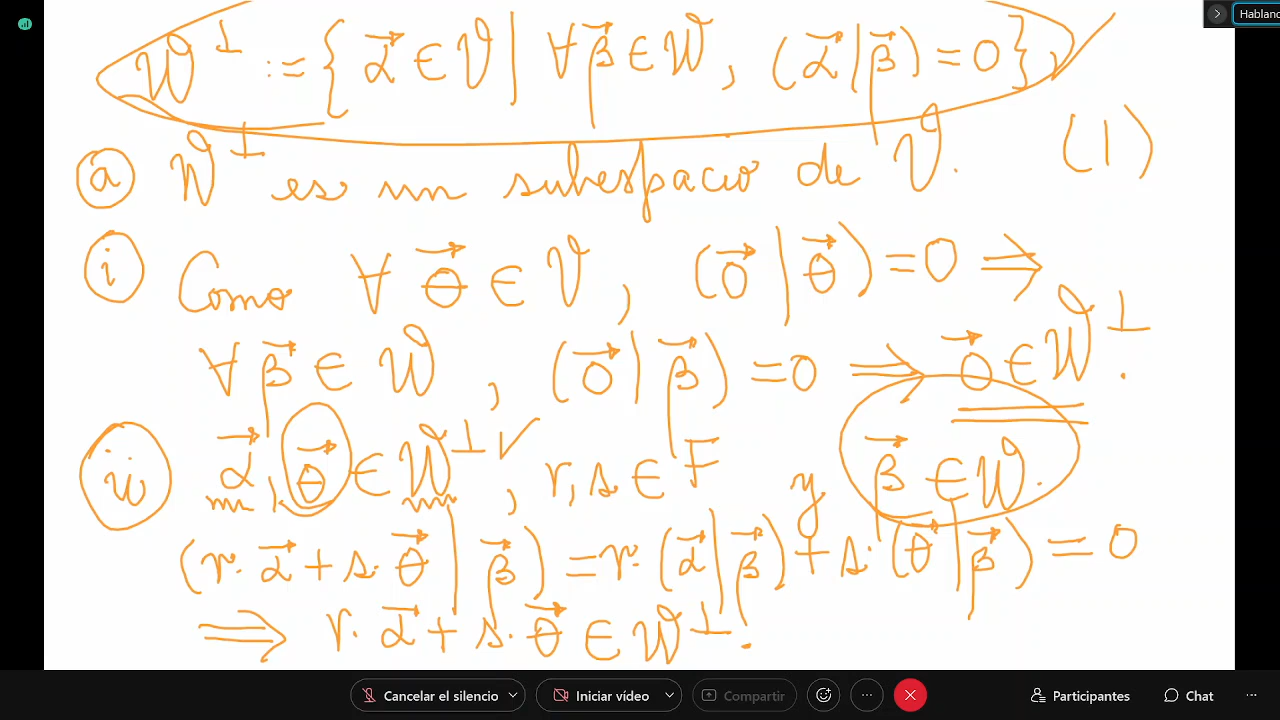 Hablando
𝒲^⊥ := { α⃗ ∈ 𝒱 | ∀ β⃗ ∈ 𝒲, (α⃗ | β⃗) = 0 }
ⓐ 𝒲^⊥ es un subespacio de 𝒱. (1)
ⓘ Como ∀ θ⃗ ∈ 𝒱, (0⃗ | θ⃗) = 0 ⟹
∀ β⃗ ∈ 𝒲, (0⃗ | β⃗) = 0 ⟹ 0⃗ ∈ 𝒲^⊥.
ii α⃗, θ⃗ ∈ 𝒲^⊥ ✓, r, s ∈ F y β⃗ ∈ 𝒲.
(r·α⃗ + s·θ⃗ | β⃗) = r·(α⃗ | β⃗) + s·(θ⃗ | β⃗) = 0
⟹ r·α⃗ + s·θ⃗ ∈ 𝒲^⊥.
Cancelar el silencio Iniciar vídeo Compartir Participantes Chat